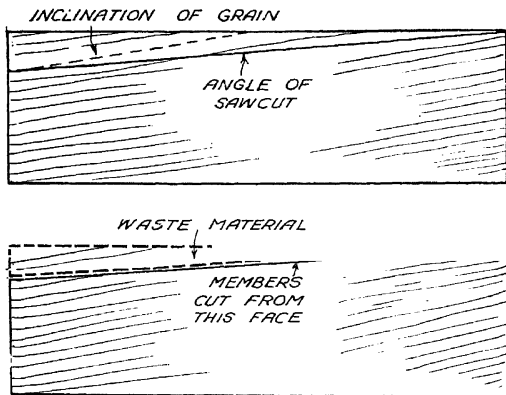 INCLINATION OF GRAIN
ANGLE OF
SAWCUT
WASTE MATERIAL
MEMBERS
CUT FROM
THIS FACE